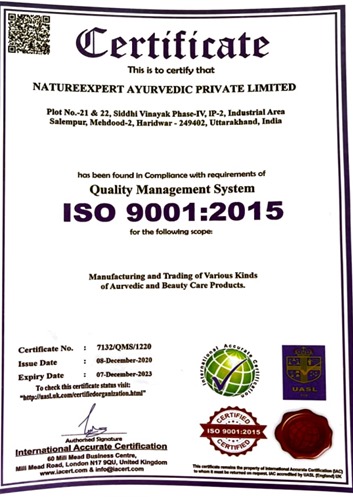 Certificate
This is to certify that
NATUREEXPERT AYURVEDIC PRIVATE LIMITED
Plot No.-21 & 22, Siddhi Vinayak Phase-IV, IP-2, Industrial Area
Salempur, Mehdood-2, Haridwar - 249402, Uttarakhand, India
has been found in Compliance with requirements of
Quality Management System
ISO 9001:2015
for the following scope:
Manufacturing and Trading of Various Kinds
of Aurvedic and Beauty Care Products.
Certificate No. : 7132/QMS/1220
Issue Date : 08-December-2020
Expiry Date : 07-December-2023
To check this certificate status visit:
"http://uasl.uk.com/certifiedorganization.html"
Authorised Signature
International Accurate Certification
60 Mill Mead Business Centre,
Mill Mead Road, London N17 9QU, United Kingdom
www.iacert.com & info@iacert.com
International Accurate Certification
UASL
CERTIFIED
ISO 9001:2015
CERTIFIED
This certificate remains the property of International Accurate Certification (IAC)
to whom it must be returned on request. IAC accredited by UASL (England) UK